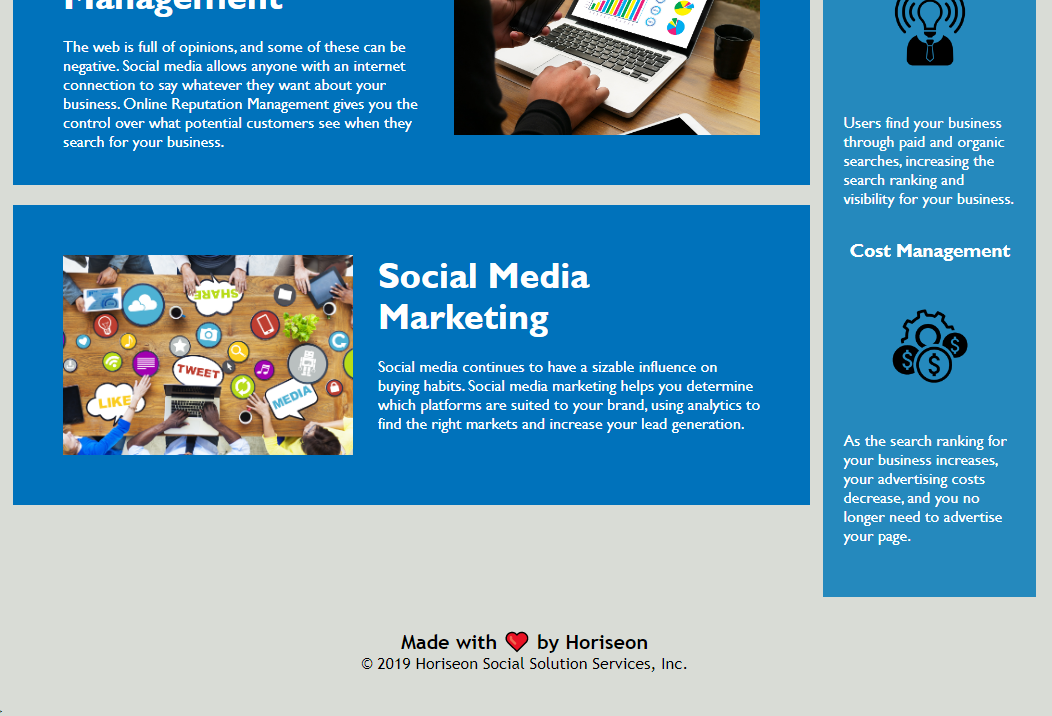 Management
The web is full of opinions, and some of these can be
negative. Social media allows anyone with an internet
connection to say whatever they want about your
business. Online Reputation Management gives you the
control over what potential customers see when they
search for your business.
SHARE
TWEET
LIKE
MEDIA
Social Media
Marketing
Social media continues to have a sizable influence on
buying habits. Social media marketing helps you determine
which platforms are suited to your brand, using analytics to
find the right markets and increase your lead generation.
Users find your business
through paid and organic
searches, increasing the
search ranking and
visibility for your business.
Cost Management
$
$
$
As the search ranking for
your business increases,
your advertising costs
decrease, and you no
longer need to advertise
your page.
Made with ❤️ by Horiseon
© 2019 Horiseon Social Solution Services, Inc.